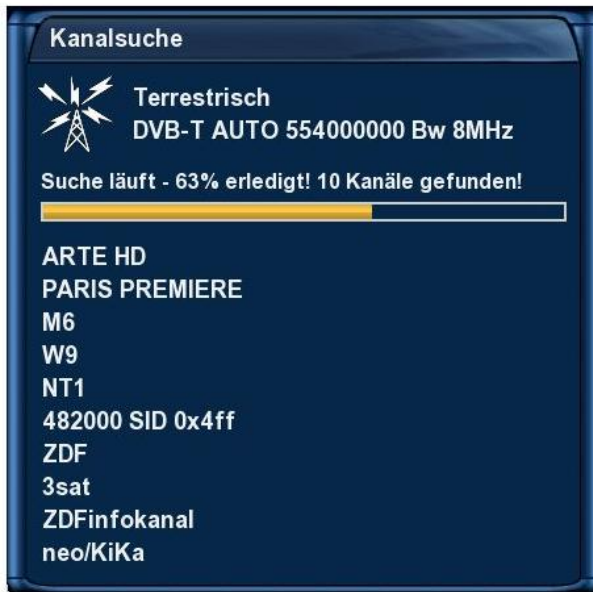 Kanalsuche
Terrestrisch
DVB-T AUTO 554000000 Bw 8MHz
Suche läuft - 63% erledigt! 10 Kanäle gefunden!
ARTE HD
PARIS PREMIERE
M6
W9
NT1
482000 SID 0x4ff
ZDF
3sat
ZDFinfokanal
neo/KiKa